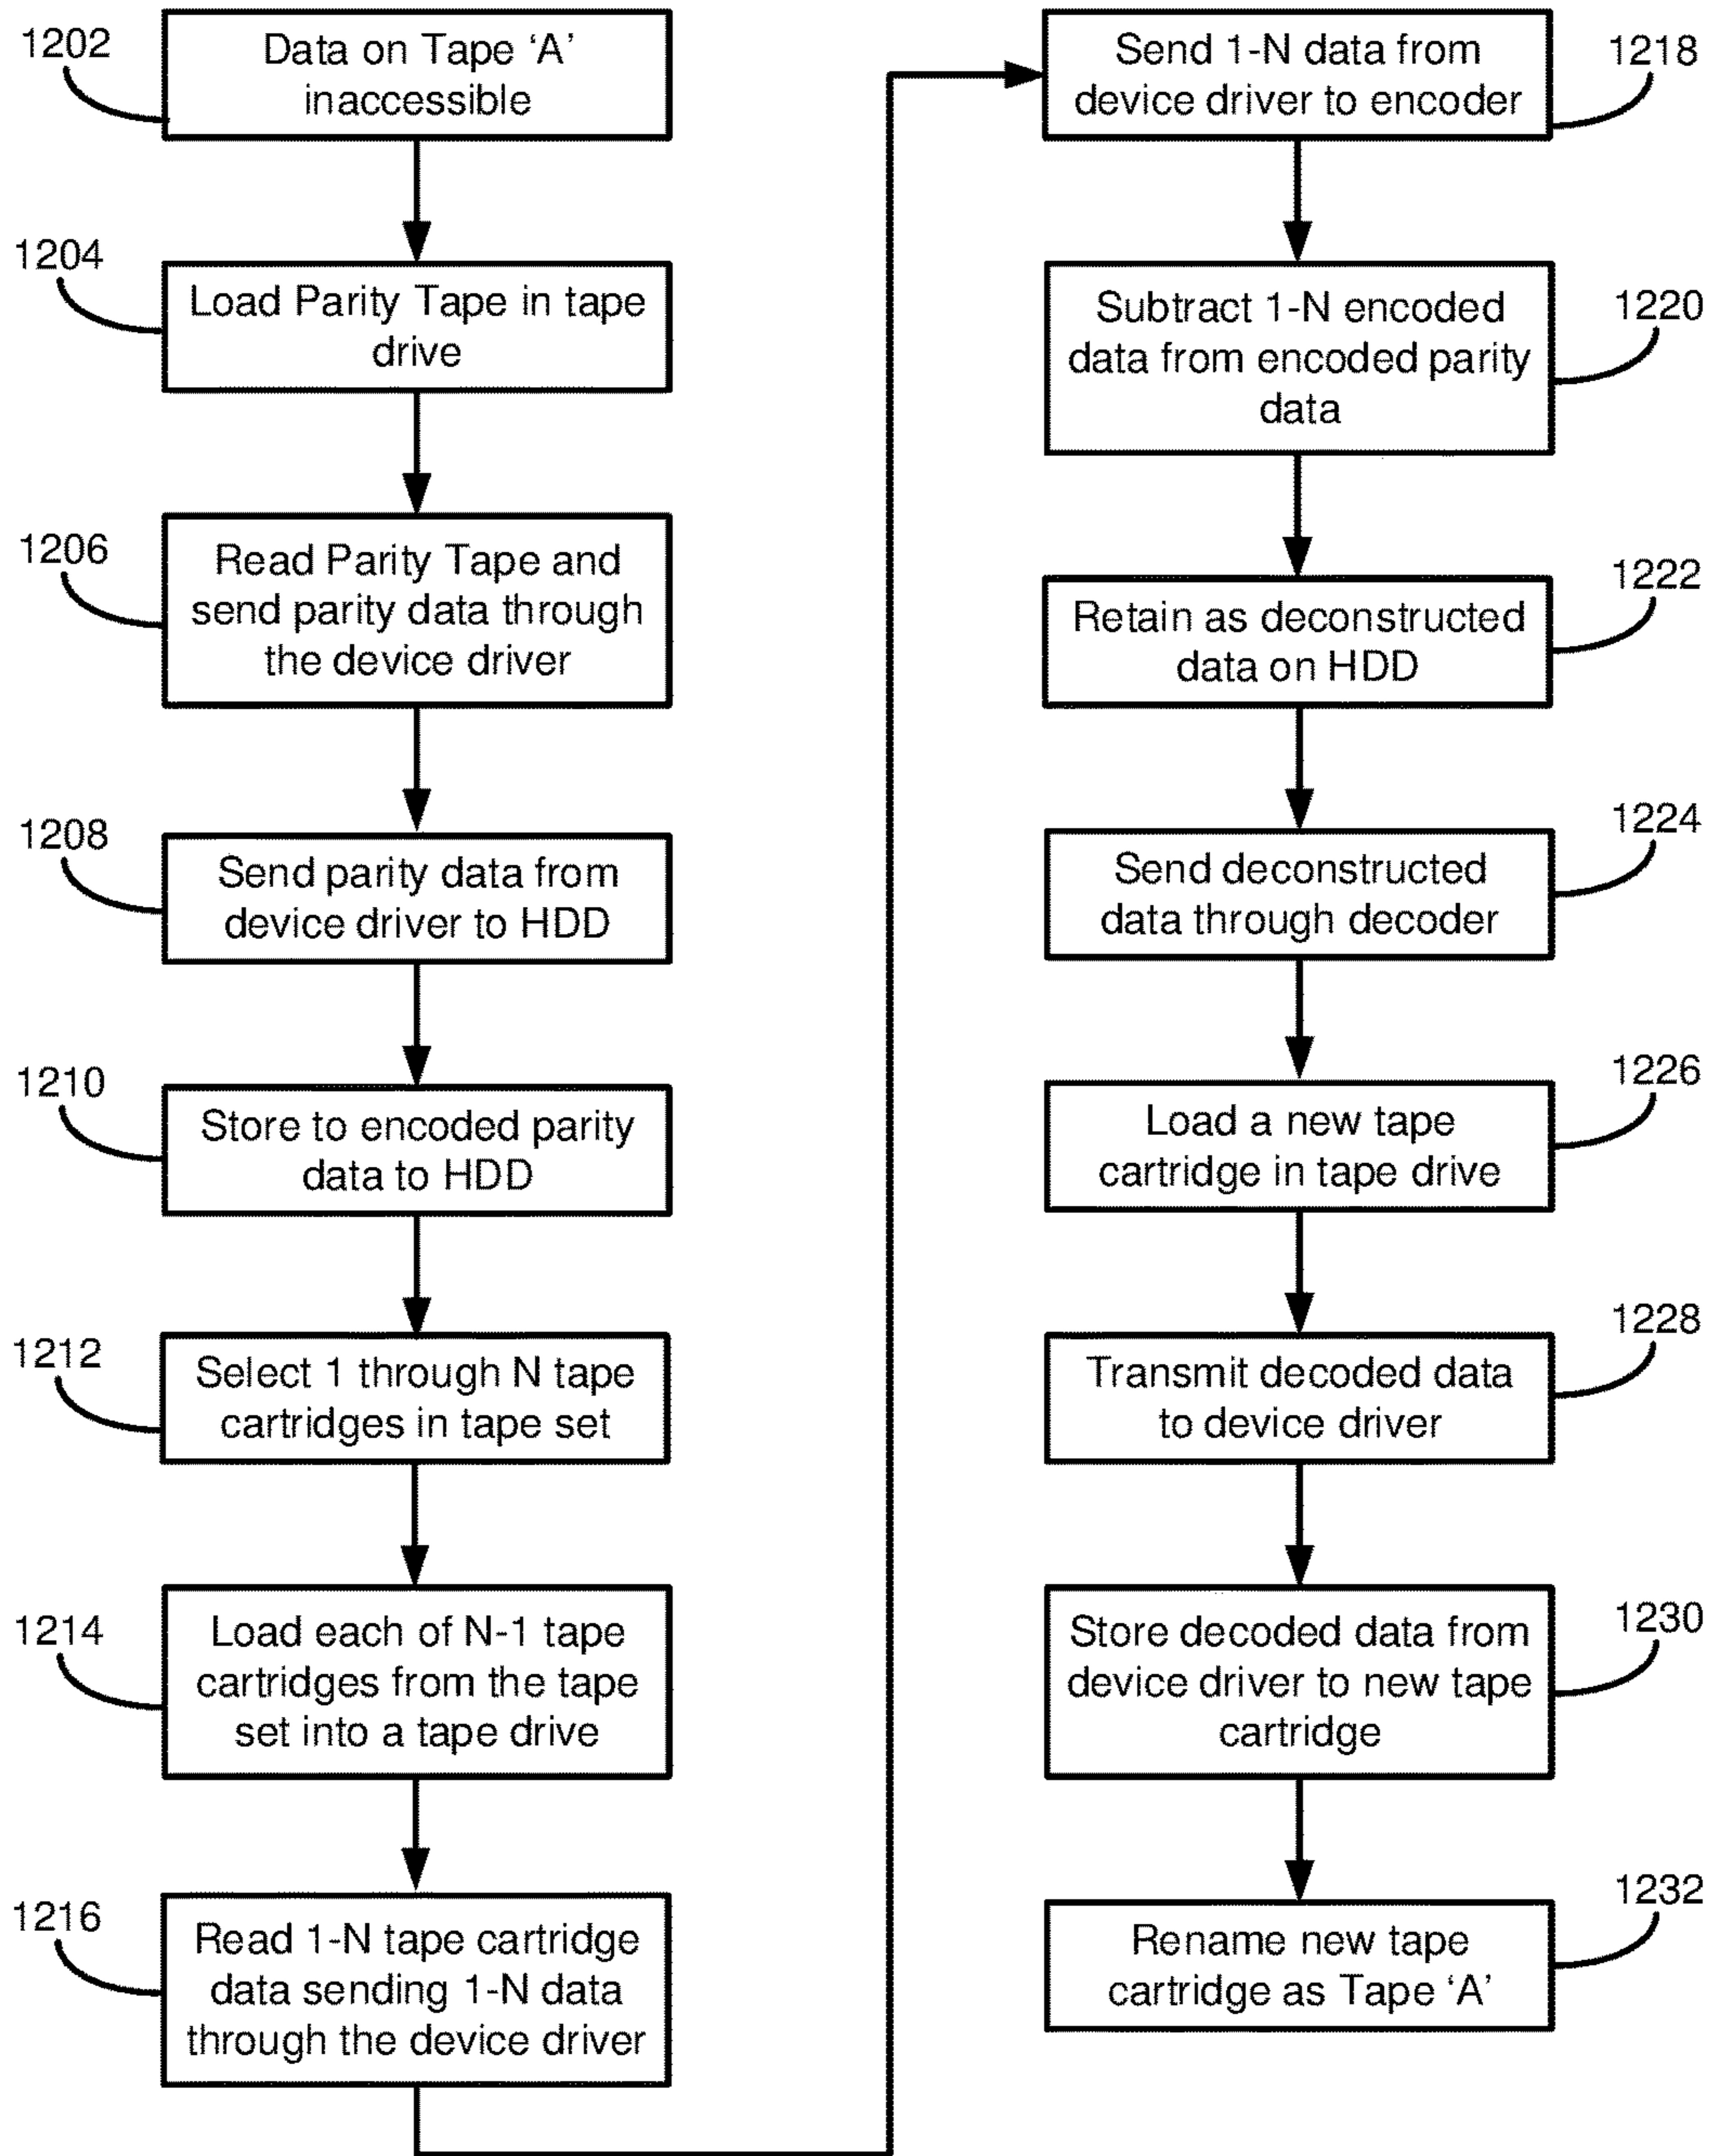 1202
Data on Tape ‘A’
inaccessible
1204
Load Parity Tape in tape
drive
1206
Read Parity Tape and
send parity data through
the device driver
1208
Send parity data from
device driver to HDD
1210
Store to encoded parity
data to HDD
1212
Select 1 through N tape
cartridges in tape set
1214
Load each of N-1 tape
cartridges from the tape
set into a tape drive
1216
Read 1-N tape cartridge
data sending 1-N data
through the device driver
Send 1-N data from
device driver to encoder
1218
Subtract 1-N encoded
data from encoded parity
data
1220
Retain as deconstructed
data on HDD
1222
Send deconstructed
data through decoder
1224
Load a new tape
cartridge in tape drive
1226
Transmit decoded data
to device driver
1228
Store decoded data from
device driver to new tape
cartridge
1230
Rename new tape
cartridge as Tape ‘A’
1232